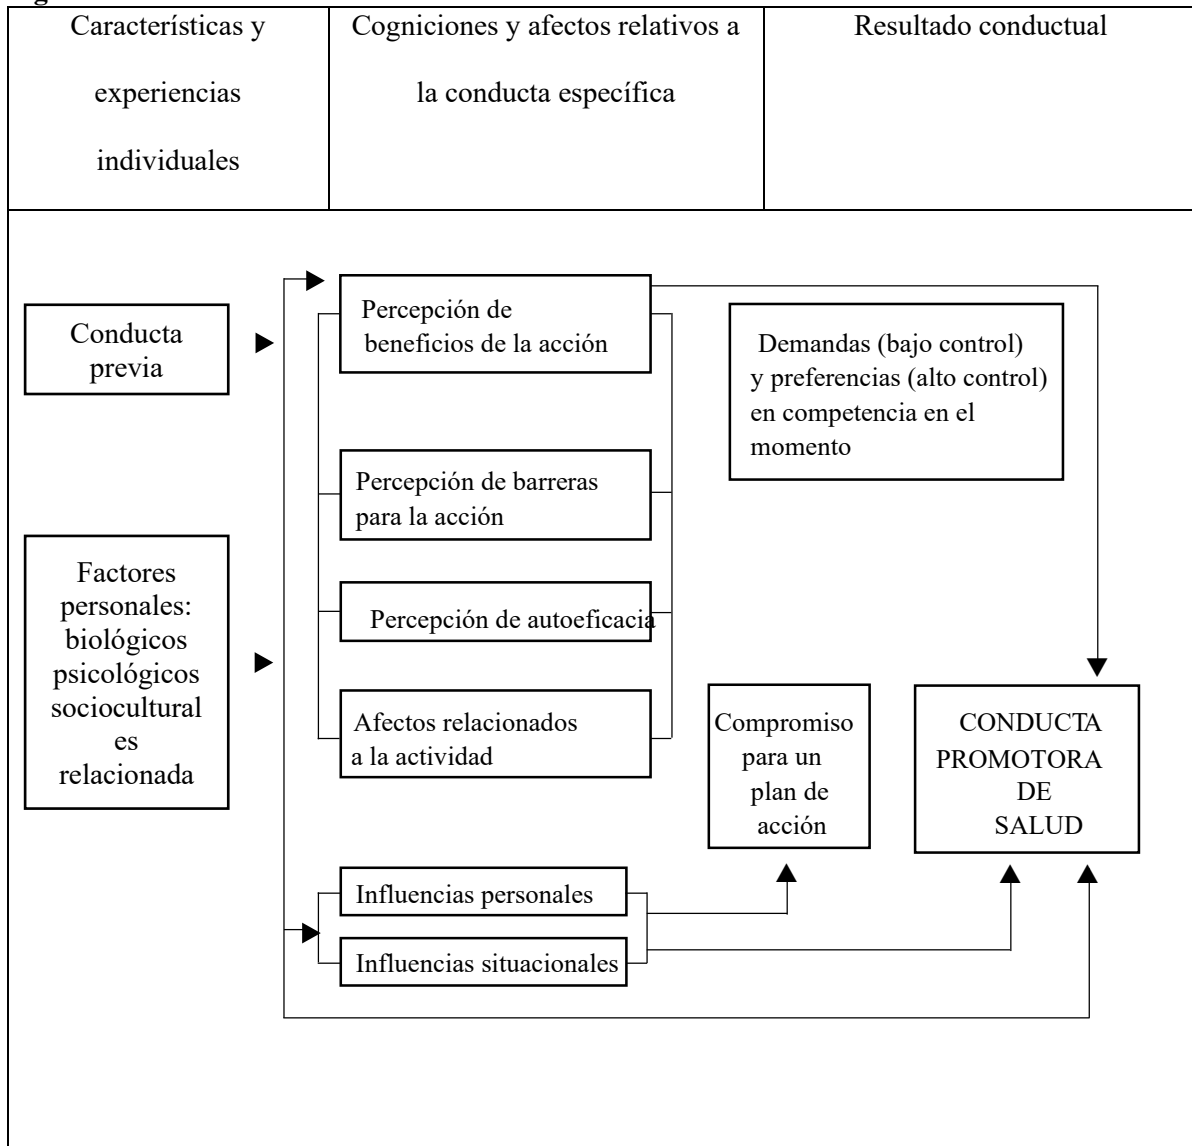 Características y
experiencias
individuales
Cogniciones y afectos relativos a
la conducta específica
Resultado conductual
Conducta
previa
Factores
personales:
biológicos
psicológicos
sociocultural
es
relacionada
Percepción de
beneficios de la acción
Percepción de barreras
para la acción
Percepción de autoeficacia
Afectos relacionados
a la actividad
Influencias personales
Influencias situacionales
Demandas (bajo control)
y preferencias (alto control)
en competencia en el
momento
Compromiso
para un
plan de
acción
CONDUCTA
PROMOTORA
DE
SALUD